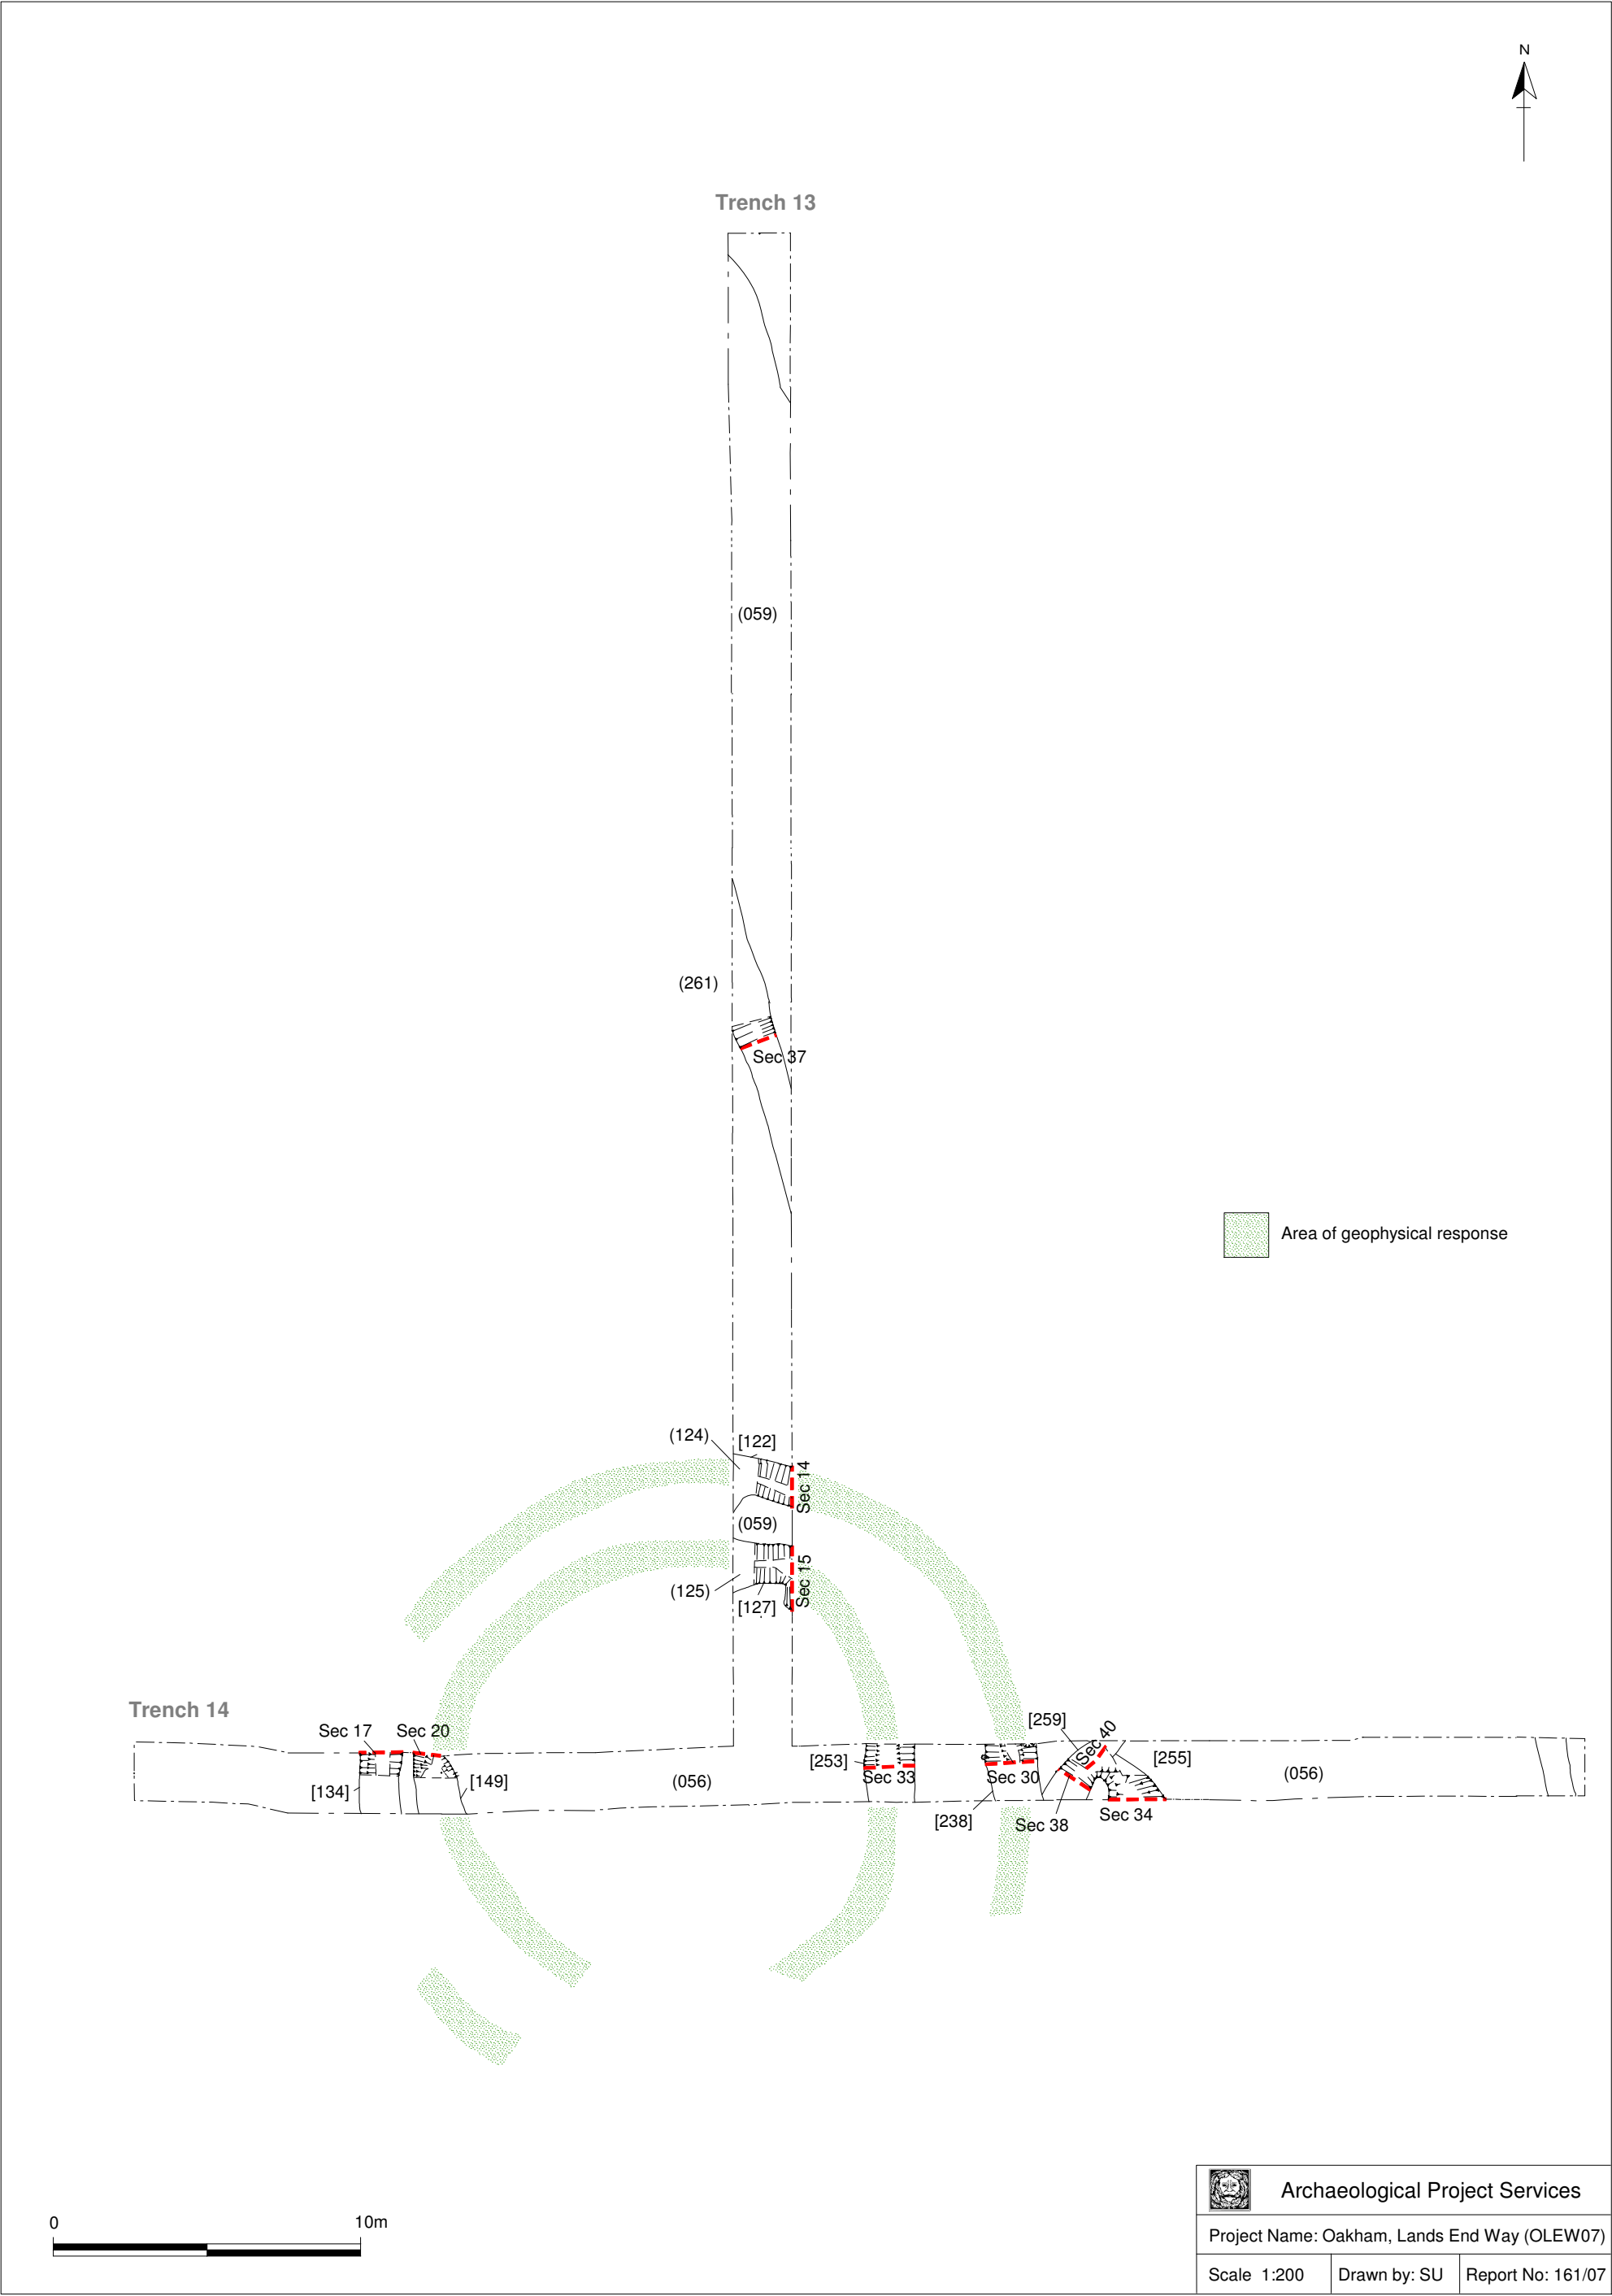 N
Trench 13
(059)
(261)
Sec 37
Area of geophysical response
(124)
[122]
Sec 14
(059)
Sec 15
(125)
[127]
Trench 14
Sec 17
Sec 20
[134]
[149]
(056)
[253]
Sec 33
[259]
Sec 40
[255]
Sec 30
(056)
[238]
Sec 38
Sec 34
0
10m
Archaeological Project Services
Project Name: Oakham, Lands End Way (OLEW07)
Scale 1:200
Drawn by: SU
Report No: 161/07